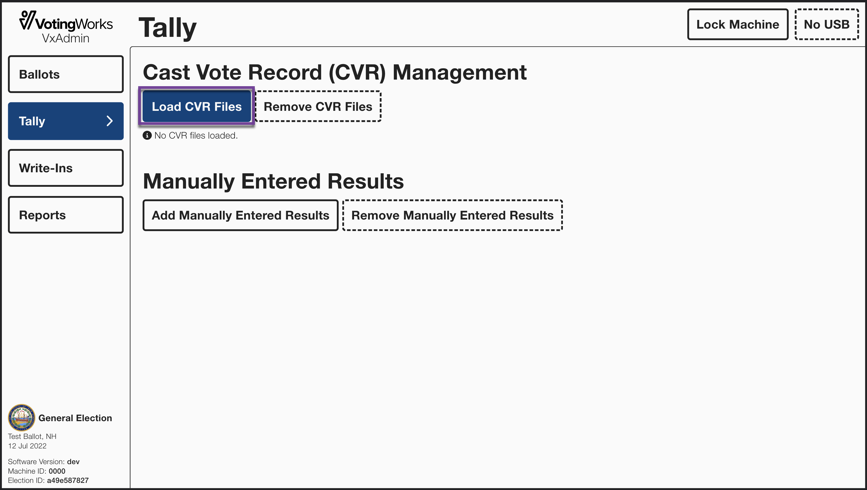 VotingWorks
VxAdmin
Tally
Lock Machine
No USB
Ballots
Tally
Write-Ins
Reports
Cast Vote Record (CVR) Management
Load CVR Files
Remove CVR Files
No CVR files loaded.
Manually Entered Results
Add Manually Entered Results
Remove Manually Entered Results
General Election
Test Ballot, NH
12 Jul 2022
Software Version: dev
Machine ID: 0000
Election ID: a49e587827